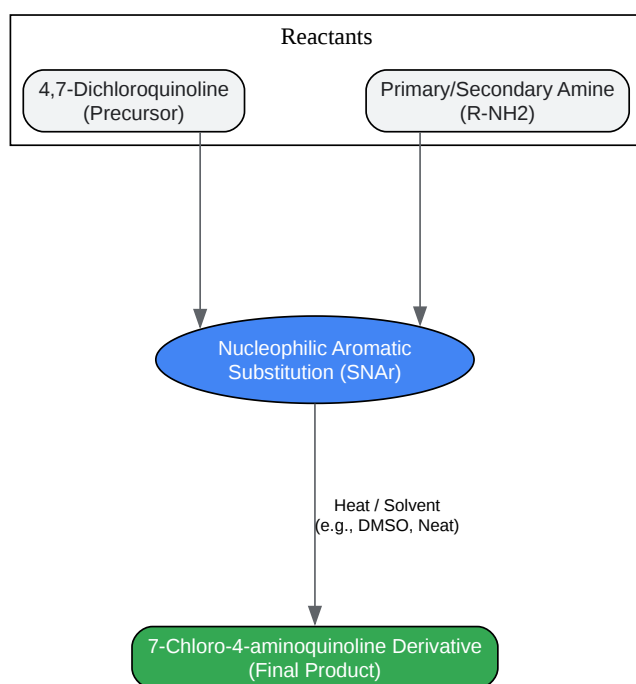 Reactants
4,7-Dichloroquinoline
(Precursor)
Primary/Secondary Amine
(R-NH2)
Nucleophilic Aromatic
Substitution (SNAr)
Heat / Solvent
(e.g., DMSO, Neat)
7-Chloro-4-aminoquinoline Derivative
(Final Product)